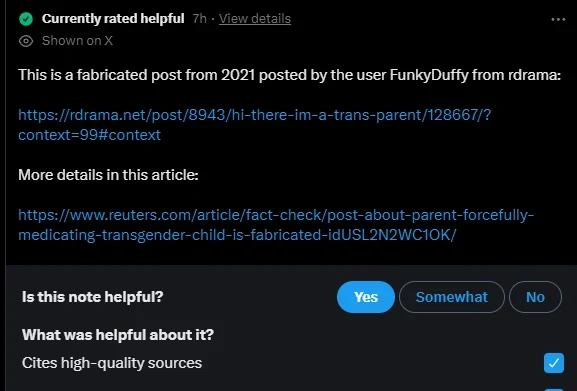 Currently rated helpful 7h · View details
Shown on X
This is a fabricated post from 2021 posted by the user FunkyDuffy from rdrama:
https://rdrama.net/post/8943/hi-there-im-a-trans-parent/128667/?
context=99#context
More details in this article:
https://www.reuters.com/article/fact-check/post-about-parent-forcefully-
medicating-transgender-child-is-fabricated-idUSL2N2WC1OK/
Is this note helpful? Yes Somewhat No
What was helpful about it?
Cites high-quality sources